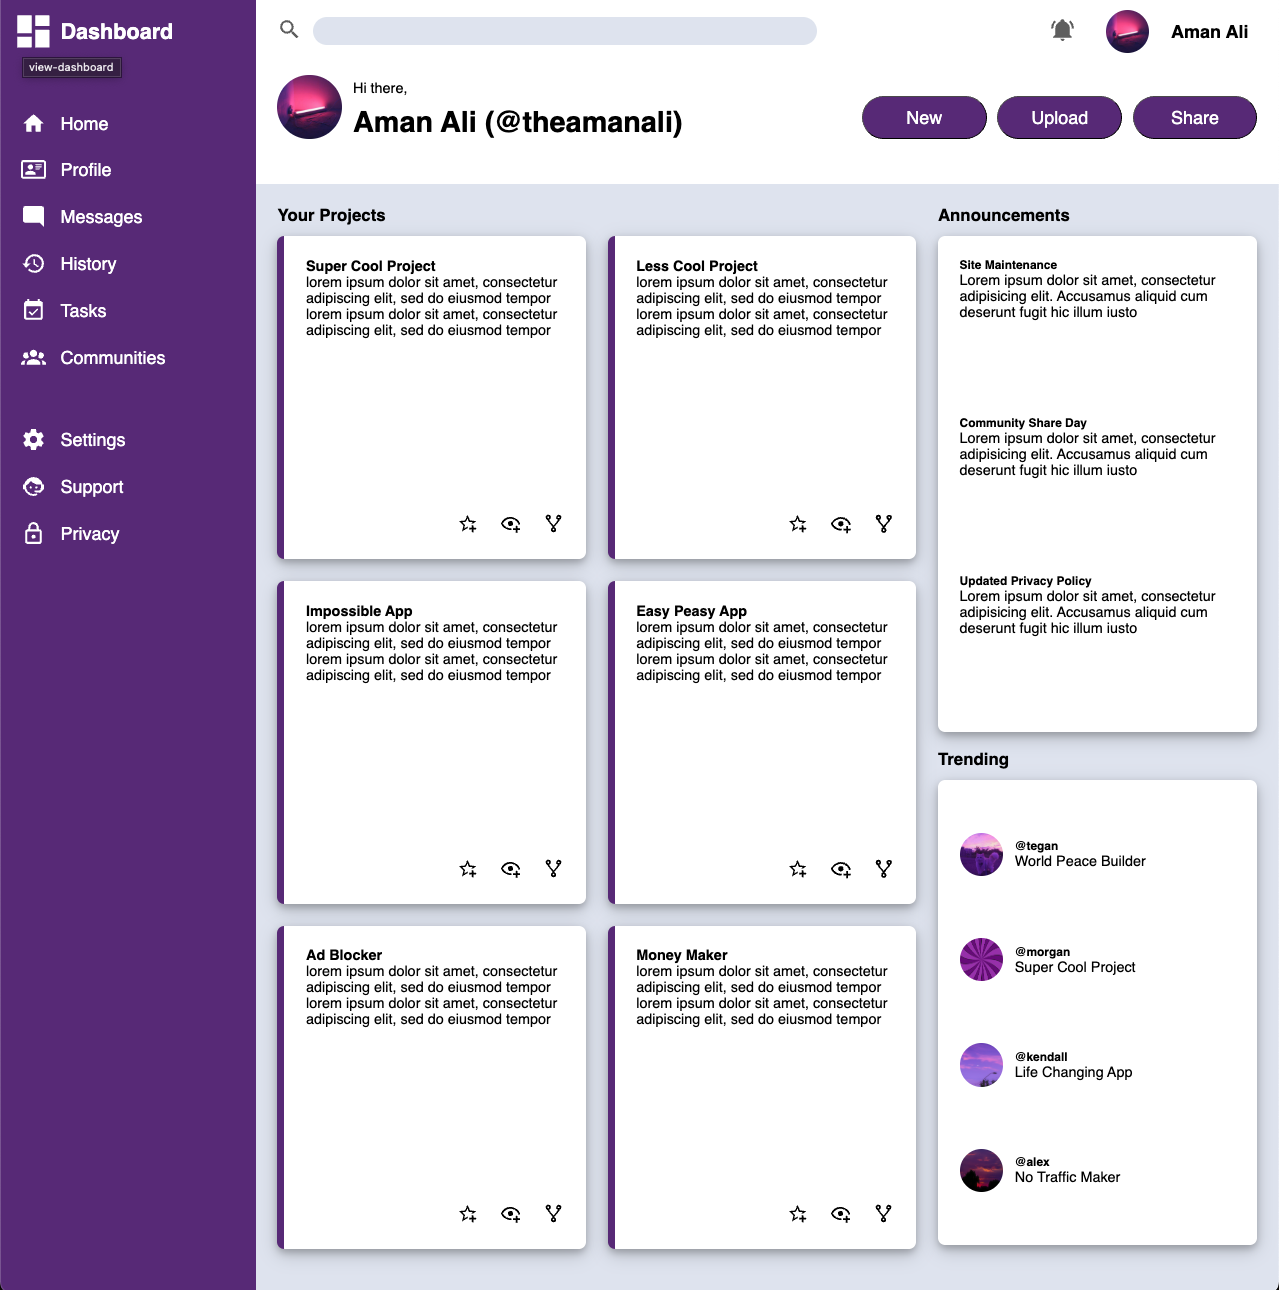 Dashboard
view-dashboard
Home
Profile
Messages
History
Tasks
Communities
Settings
Support
Privacy
Aman Ali
Hi there,
Aman Ali (@theamanali)
New
Upload
Share
Your Projects
Super Cool Project
lorem ipsum dolor sit amet, consectetur
adipiscing elit, sed do eiusmod tempor
lorem ipsum dolor sit amet, consectetur
adipiscing elit, sed do eiusmod tempor
Less Cool Project
lorem ipsum dolor sit amet, consectetur
adipiscing elit, sed do eiusmod tempor
lorem ipsum dolor sit amet, consectetur
adipiscing elit, sed do eiusmod tempor
Impossible App
lorem ipsum dolor sit amet, consectetur
adipiscing elit, sed do eiusmod tempor
lorem ipsum dolor sit amet, consectetur
adipiscing elit, sed do eiusmod tempor
Easy Peasy App
lorem ipsum dolor sit amet, consectetur
adipiscing elit, sed do eiusmod tempor
lorem ipsum dolor sit amet, consectetur
adipiscing elit, sed do eiusmod tempor
Ad Blocker
lorem ipsum dolor sit amet, consectetur
adipiscing elit, sed do eiusmod tempor
lorem ipsum dolor sit amet, consectetur
adipiscing elit, sed do eiusmod tempor
Money Maker
lorem ipsum dolor sit amet, consectetur
adipiscing elit, sed do eiusmod tempor
lorem ipsum dolor sit amet, consectetur
adipiscing elit, sed do eiusmod tempor
Announcements
Site Maintenance
Lorem ipsum dolor sit amet, consectetur
adipisicing elit. Accusamus aliquid cum
deserunt fugit hic illum iusto
Community Share Day
Lorem ipsum dolor sit amet, consectetur
adipisicing elit. Accusamus aliquid cum
deserunt fugit hic illum iusto
Updated Privacy Policy
Lorem ipsum dolor sit amet, consectetur
adipisicing elit. Accusamus aliquid cum
deserunt fugit hic illum iusto
Trending
@tegan
World Peace Builder
@morgan
Super Cool Project
@kendall
Life Changing App
@alex
No Traffic Maker